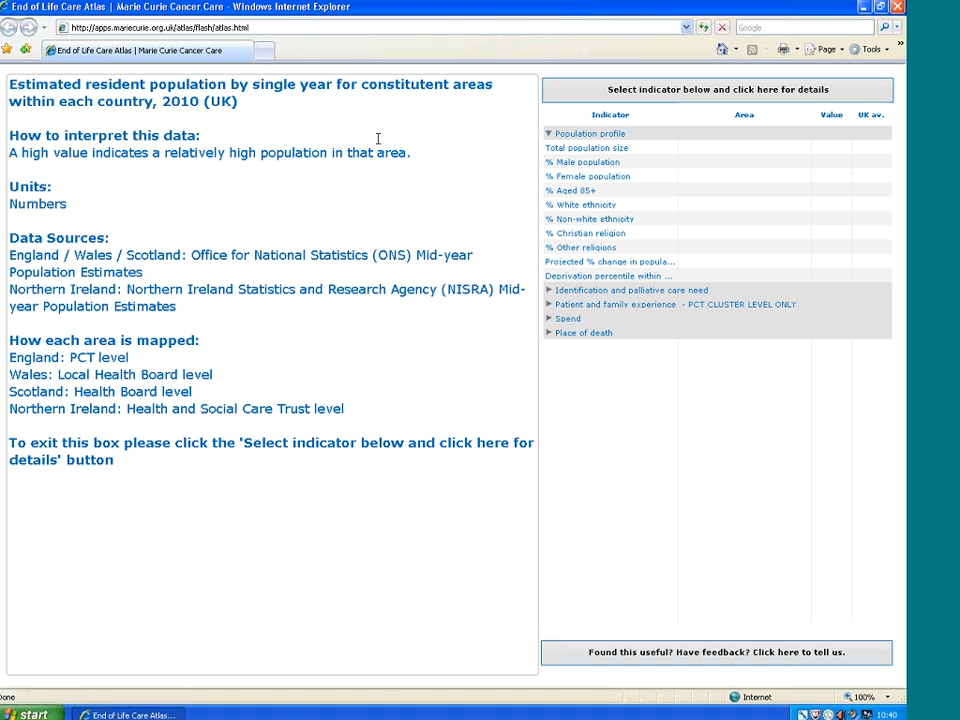 End of Life Care Atlas | Marie Curie Cancer Care - Windows Internet Explorer
http://apps.mariecurie.org.uk/atlas/flash/atlas.html
Google
End of Life Care Atlas | Marie Curie Cancer Care
Page
Tools
Estimated resident population by single year for constitutent areas
within each country, 2010 (UK)
How to interpret this data:
A high value indicates a relatively high population in that area.
Units:
Numbers
Data Sources:
England / Wales / Scotland: Office for National Statistics (ONS) Mid-year
Population Estimates
Northern Ireland: Northern Ireland Statistics and Research Agency (NISRA) Mid-
year Population Estimates
How each area is mapped:
England: PCT level
Wales: Local Health Board level
Scotland: Health Board level
Northern Ireland: Health and Social Care Trust level
To exit this box please click the 'Select indicator below and click here for
details' button
Select indicator below and click here for details
Indicator Area Value UK av.
Population profile
Total population size
% Male population
% Female population
% Aged 85+
% White ethnicity
% Non-white ethnicity
% Christian religion
% Other religions
Projected % change in popula...
Deprivation percentile within ...
Identification and palliative care need
Patient and family experience - PCT CLUSTER LEVEL ONLY
Spend
Place of death
Found this useful? Have feedback? Click here to tell us.
one
Internet
100%
start
End of Life Care Atlas...
10:40